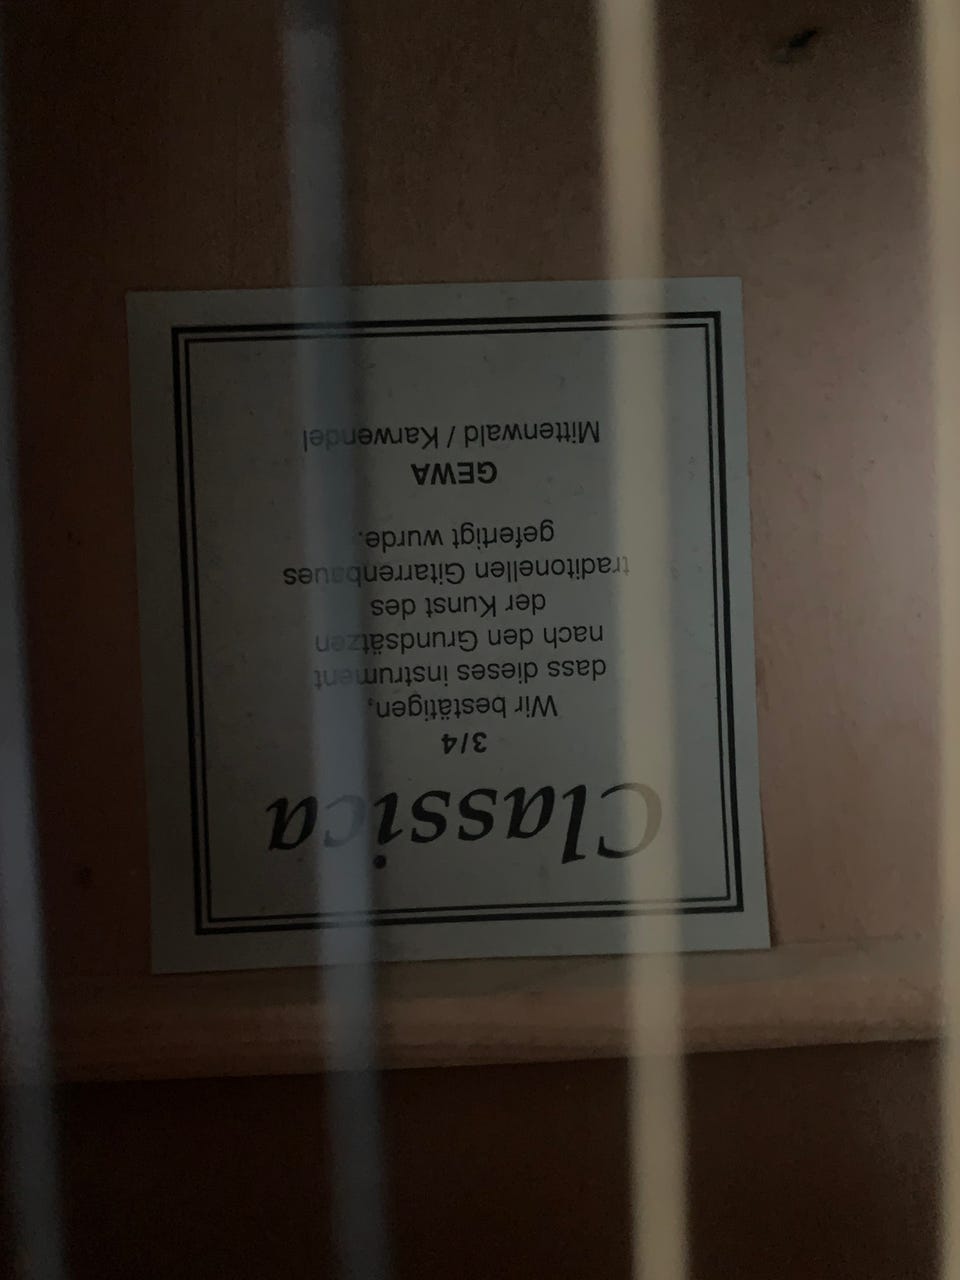 Classica
3/4
Wir bestätigen,
dass dieses instrument
nach den Grundsätzen
der Kunst des
traditonellen Gitarrenbaues
gefertigt wurde.
GEWA
Mittenwald / Karwendel